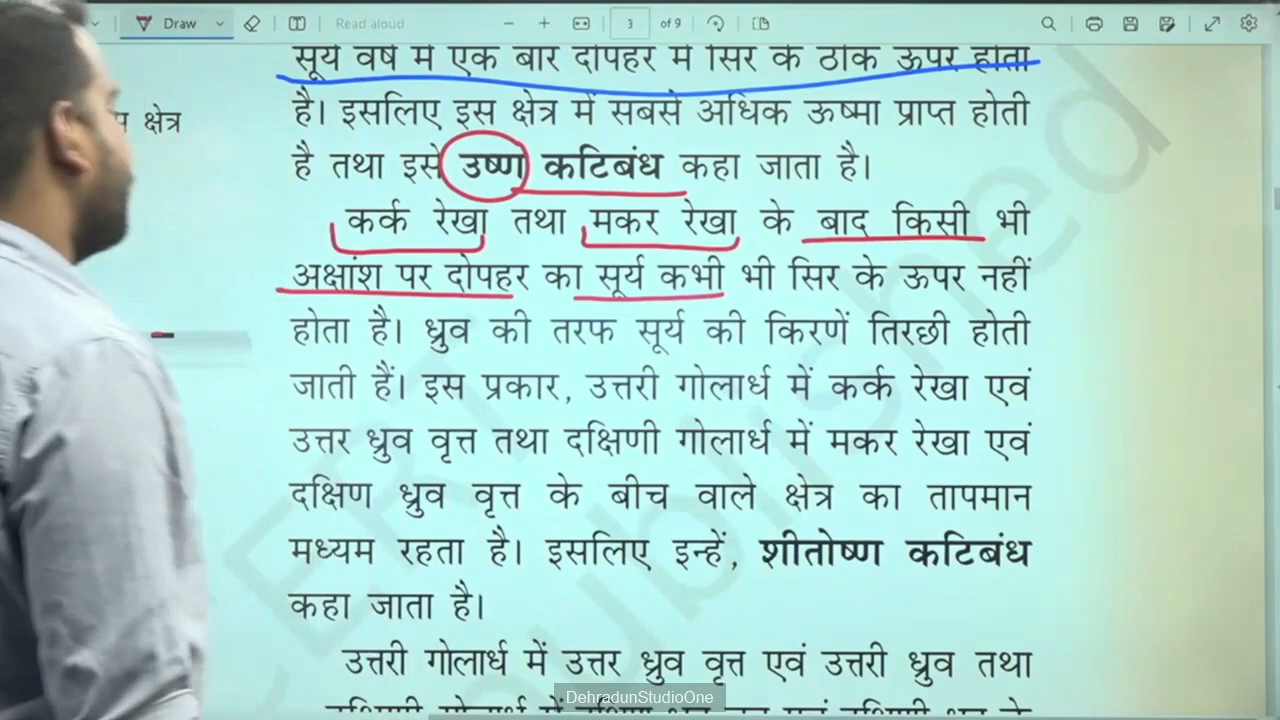 Draw
Read aloud
3 of 9
क्षेत्र
सूर्य वर्ष में एक बार दोपहर में सिर के ठीक ऊपर होता
है। इसलिए इस क्षेत्र में सबसे अधिक ऊष्मा प्राप्त होती
है तथा इसे उष्ण कटिबंध कहा जाता है।
कर्क रेखा तथा मकर रेखा के बाद किसी भी
अक्षांश पर दोपहर का सूर्य कभी भी सिर के ऊपर नहीं
होता है। ध्रुव की तरफ सूर्य की किरणें तिरछी होती
जाती हैं। इस प्रकार, उत्तरी गोलार्ध में कर्क रेखा एवं
उत्तर ध्रुव वृत्त तथा दक्षिणी गोलार्ध में मकर रेखा एवं
दक्षिण ध्रुव वृत्त के बीच वाले क्षेत्र का तापमान
मध्यम रहता है। इसलिए इन्हें, शीतोष्ण कटिबंध
कहा जाता है।
उत्तरी गोलार्ध में उत्तर ध्रुव वृत्त एवं उत्तरी ध्रुव तथा
DehradunStudioOne